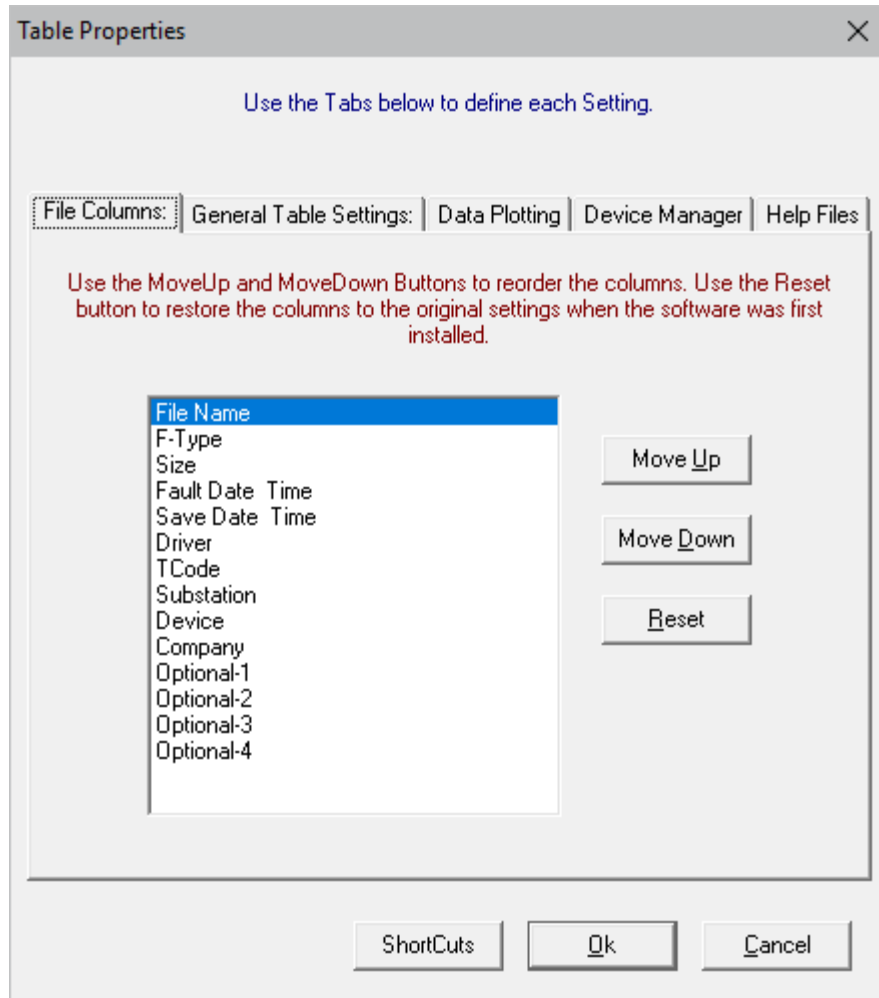 Table Properties
Use the Tabs below to define each Setting.
File Columns:
General Table Settings:
Data Plotting
Device Manager
Help Files
Use the MoveUp and MoveDown Buttons to reorder the columns. Use the Reset
button to restore the columns to the original settings when the software was first
installed.
File Name
F-Type
Size
Fault Date  Time
Save Date  Time
Driver
TCode
Substation
Device
Company
Optional-1
Optional-2
Optional-3
Optional-4
Move Up
Move Down
Reset
ShortCuts
Ok
Cancel